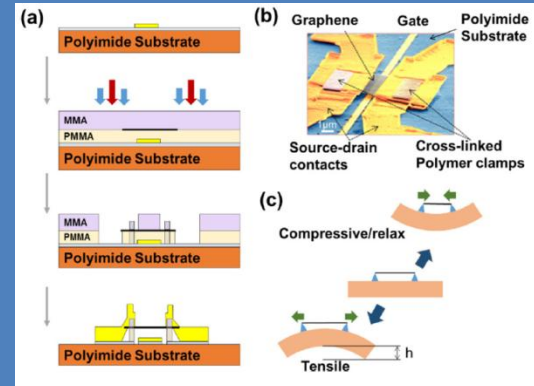 (a)
Polyimide Substrate
MMA
PMMA
Polyimide Substrate
MMA
PMMA
Polyimide Substrate
Polyimide Substrate
(b)
Graphene
Gate
Polyimide
Substrate
1μm
Source-drain
contacts
Cross-linked
Polymer clamps
(c)
Compressive/relax
Tensile
h